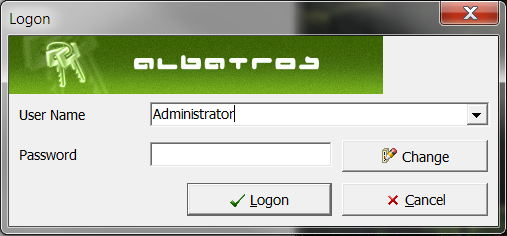 Logon
albatros
User Name
Administrator
Password
Change
Logon
Cancel